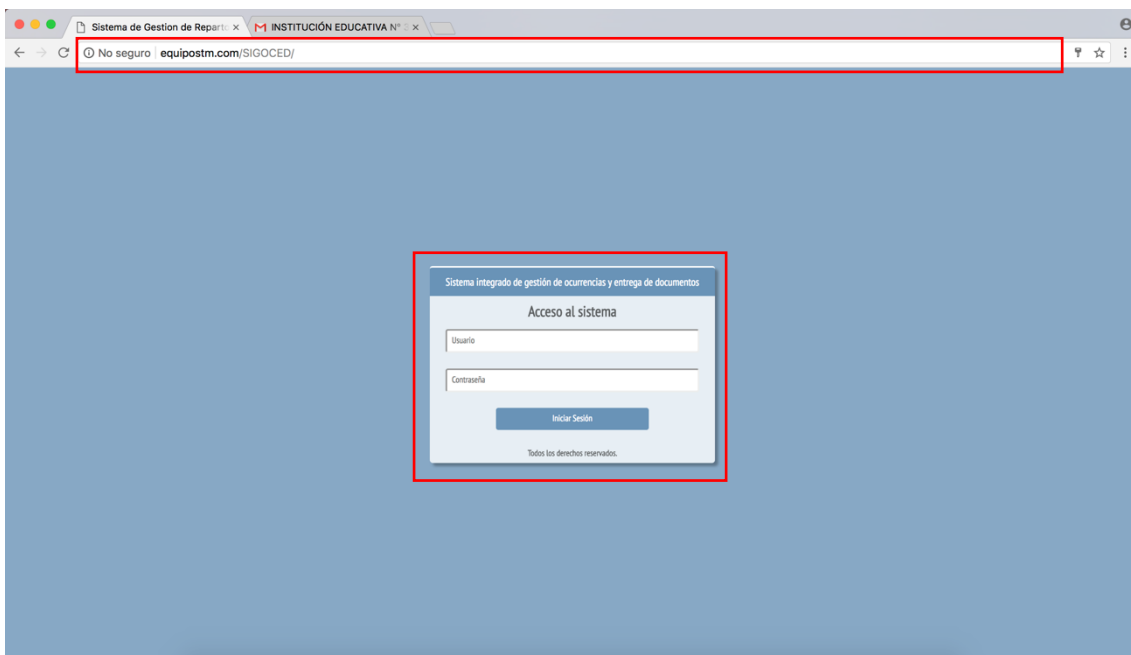 Sistema de Gestion de Reparto
INSTITUCIÓN EDUCATIVA N°
No seguro equipostm.com/SIGOCED/
Sistema integrado de gestión de ocurrencias y entrega de documentos
Acceso al sistema
Usuario
Contraseña
Iniciar Sesión
Todos los derechos reservados.